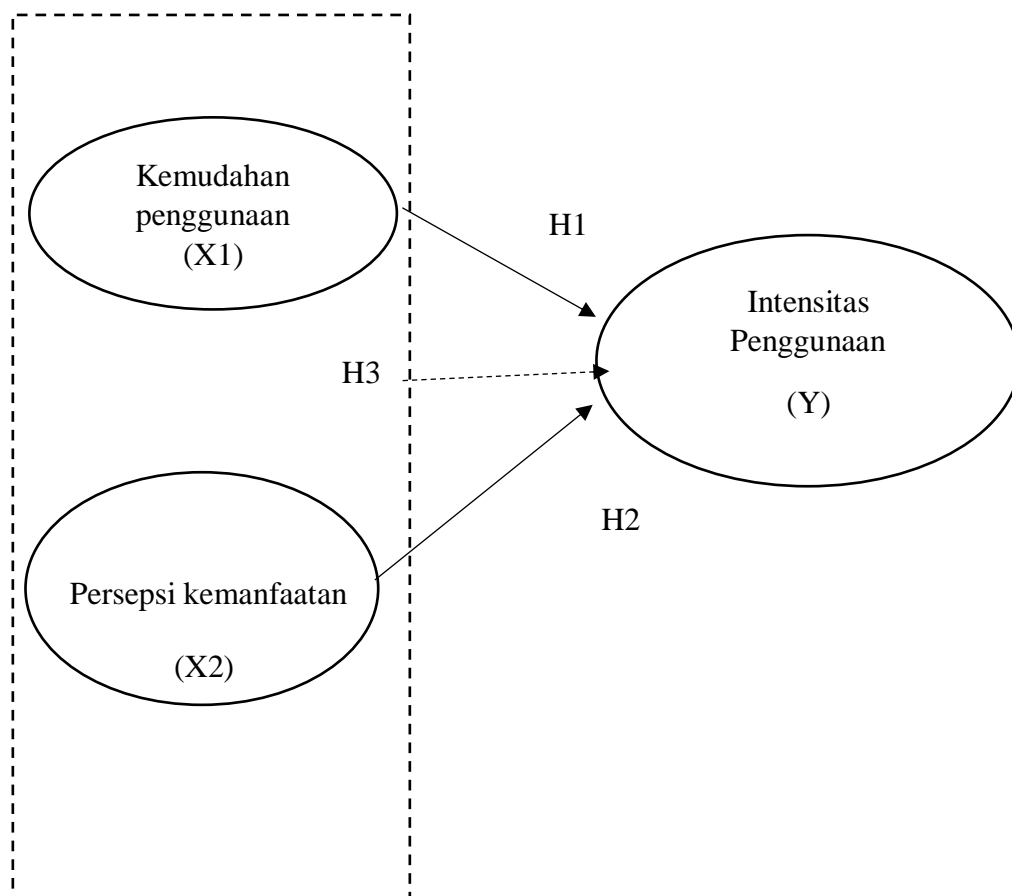 Kemudahan
penggunaan
(X1)
H1
Intensitas
Penggunaan
(Y)
H3
H2
Persepsi kemanfaatan
(X2)